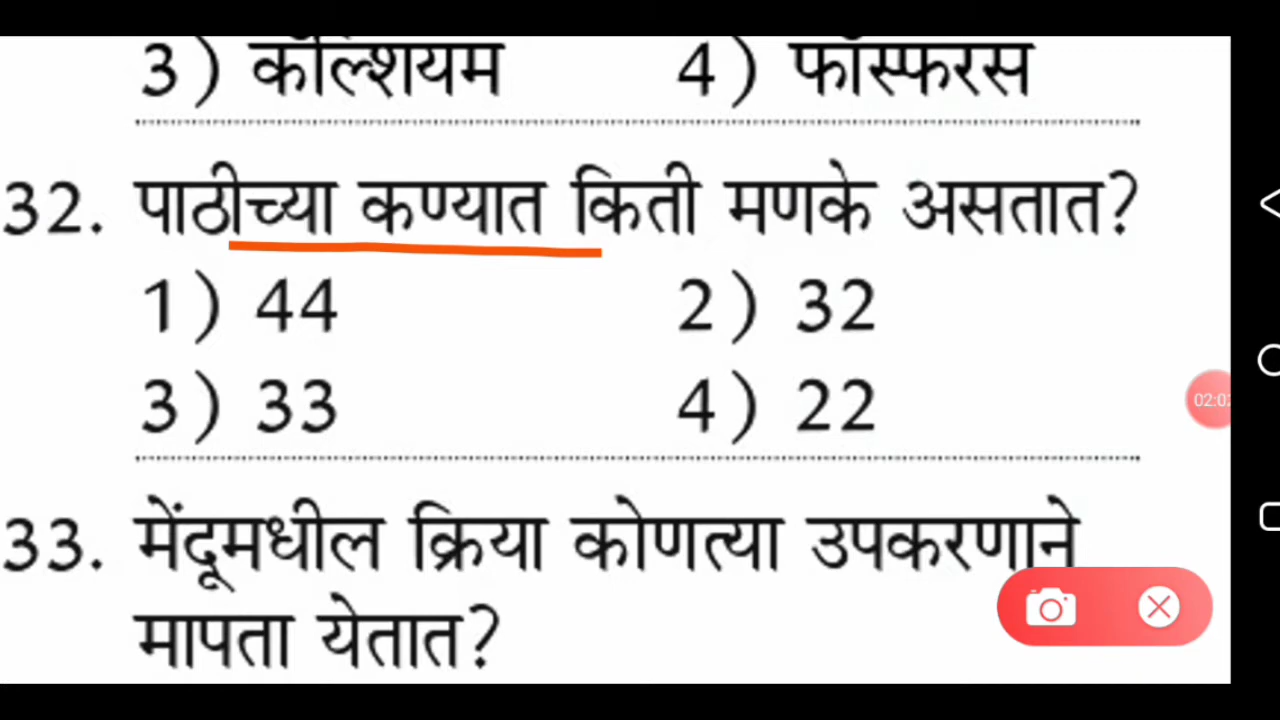 3) कॅल्शियम 4) फॉस्फरस
32. पाठीच्या कण्यात किती मणके असतात?
1) 44 2) 32
3) 33 4) 22
33. मेंदूमधील क्रिया कोणत्या उपकरणाने
मापता येतात?